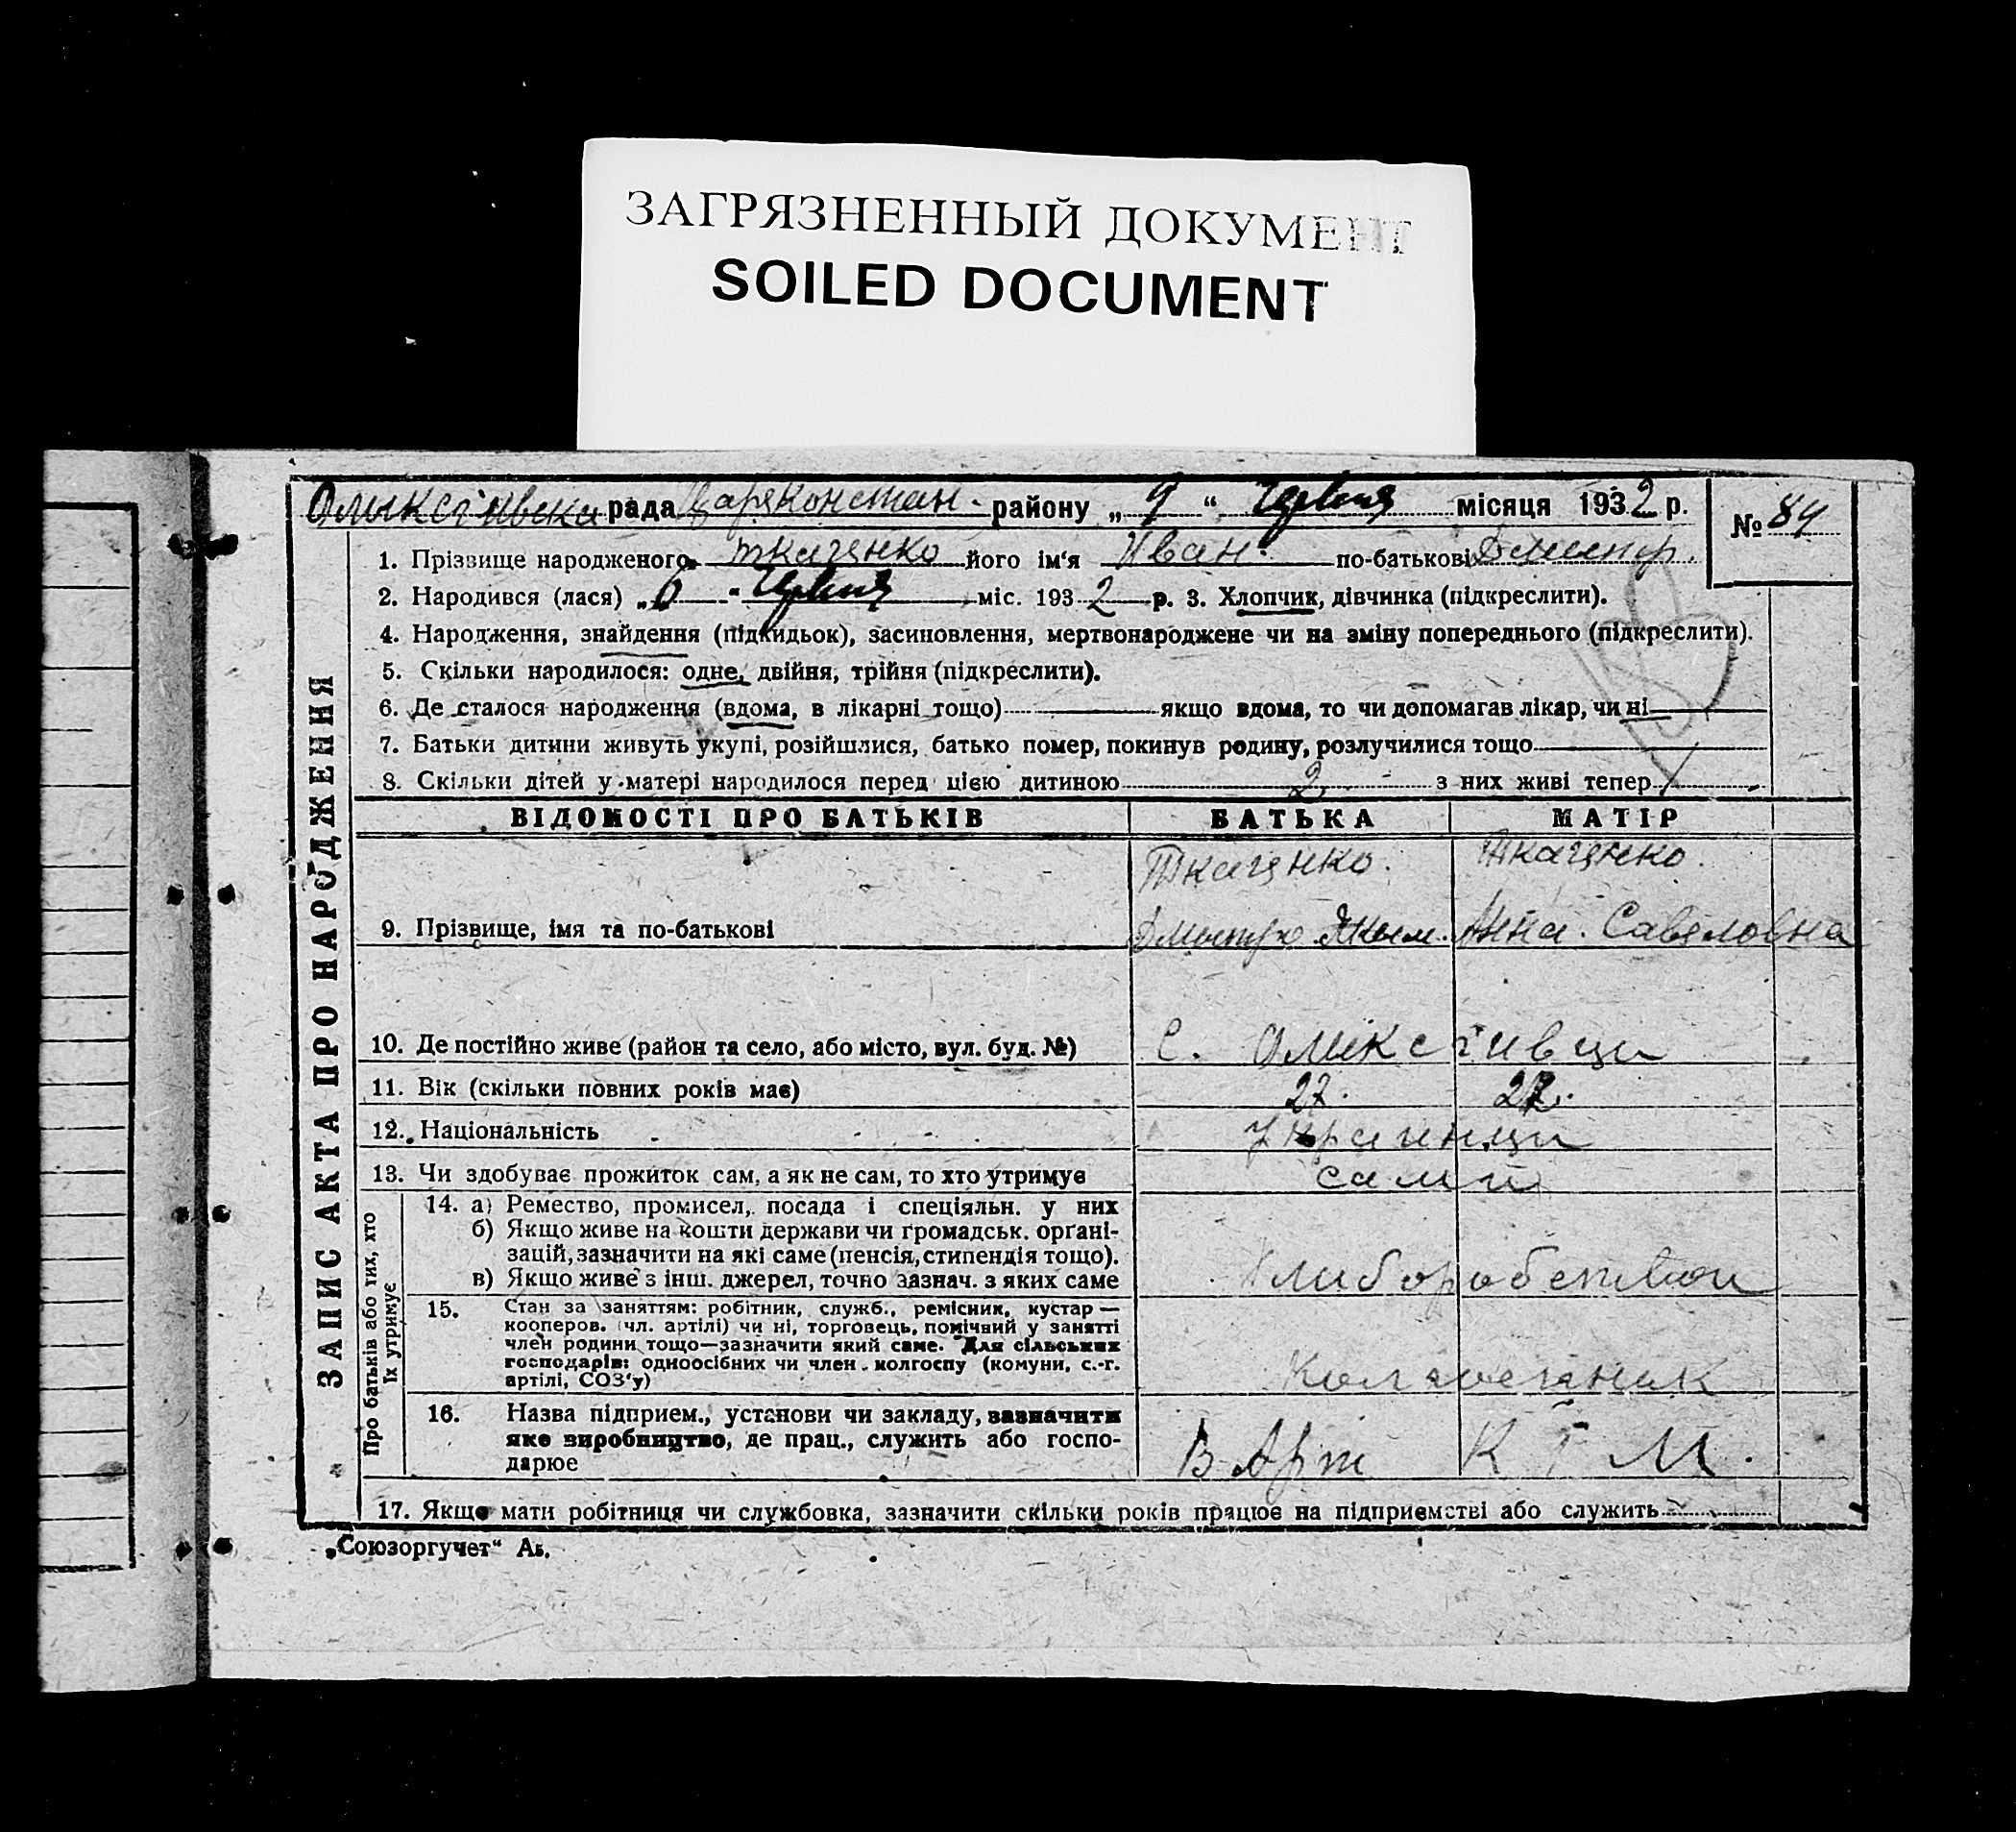 ЗАГРЯЗНЕННЫЙ ДОКУМЕНТ
SOILED DOCUMENT
рада Царяконстан. району „ 9 “ Червня місяця 1932 р.
№ 84
ЗАПИС АКТА ПРО НАРОДЖЕННЯ
1. Прізвище народженого Ткаченко його ім'я Иван по-батькові Дмитр.
2. Народився (лася) „ 6 “ Червня міс. 1932 р. 3. Хлопчик, дівчинка (підкреслити).
4. Народження, знайдення (підкидьок), засиновлення, мертвонароджене чи на зміну попереднього (підкреслити).
5. Скільки народилося: одне, двійня, трійня (підкреслити).
6. Де сталося народження (вдома, в лікарні тощо) якщо вдома, то чи допомагав лікар, чи ні
7. Батьки дитини живуть укупі, розійшлися, батько помер, покинув родину, розлучилися тощо
8. Скільки дітей у матері народилося перед цією дитиною 2 з них живі тепер 1
ВІДОМОСТІ ПРО БАТЬКІВ БАТЬКА МАТІР
Ткаченко. Ткаченко.
9. Прізвище, імя та по-батькові Дмитро Яким. Анна. Савеловна
10. Де постійно живе (район та село, або місто, вул. буд. №) С. Оликсіивци
11. Вік (скільки повних років має) 27. 27.
12. Національність Украинци
13. Чи здобуває прожиток сам, а як не сам, то хто утримує сами
Про батьків або тих, хто їх утримує
14. а) Ремество, промисел, посада і спеціяльн. у них
б) Якщо живе на кошти держави чи громадськ. органі-
зацій, зазначити на які саме (пенсія, стипендія тощо).
в) Якщо живе з інш. джерел, точно зазнач. з яких саме
15. Стан за заняттям: робітник, служб., ремісник, кустар —
кооперов. (чл. артілі) чи ні, торговець, помічний у занятті
член родини тощо—зазначити який саме. Для сільських
господарів: одноосібних чи член колгоспу (комуни, с.-г.
артілі, СОЗ'у)
16. Назва підприєм., установи чи закладу, зазначити
яке виробництво, де прац., служить або госпо-
дарює В Арт К І М.
17. Якщо мати робітниця чи службовка, зазначити скільки років працює на підприємстві або служить
„Союзоргучет“